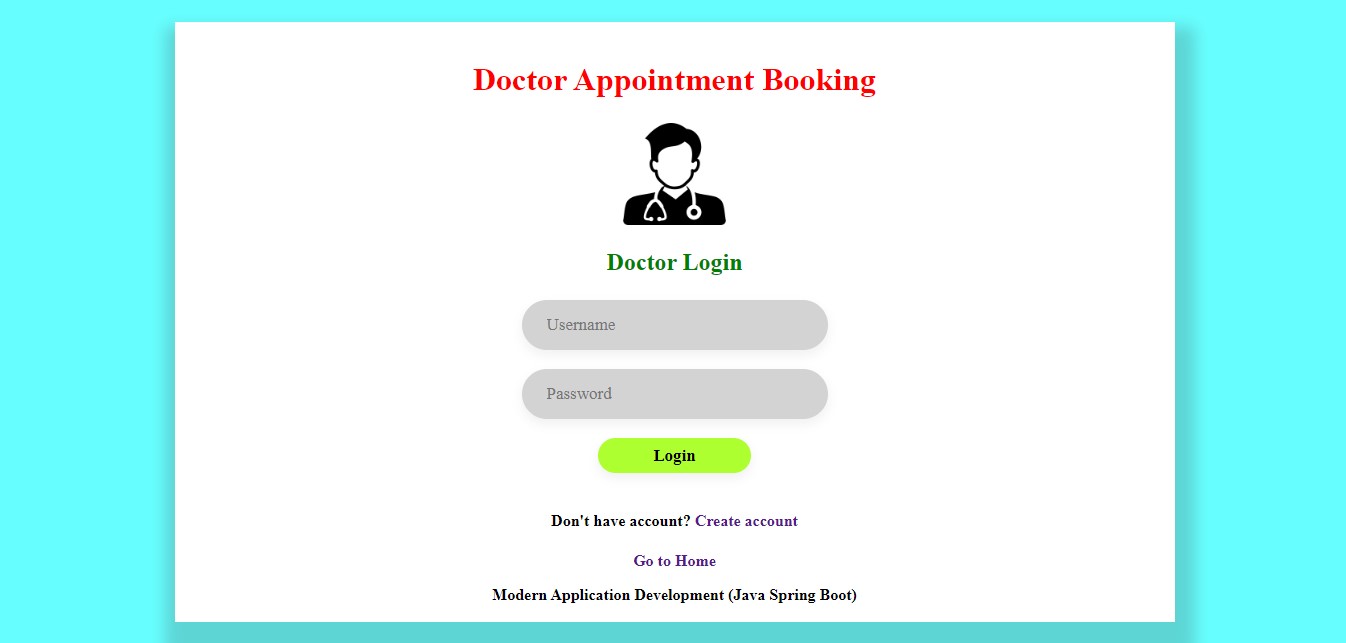 Doctor Appointment Booking
Doctor Login
Username
Password
Login
Don't have account? Create account
Go to Home
Modern Application Development (Java Spring Boot)